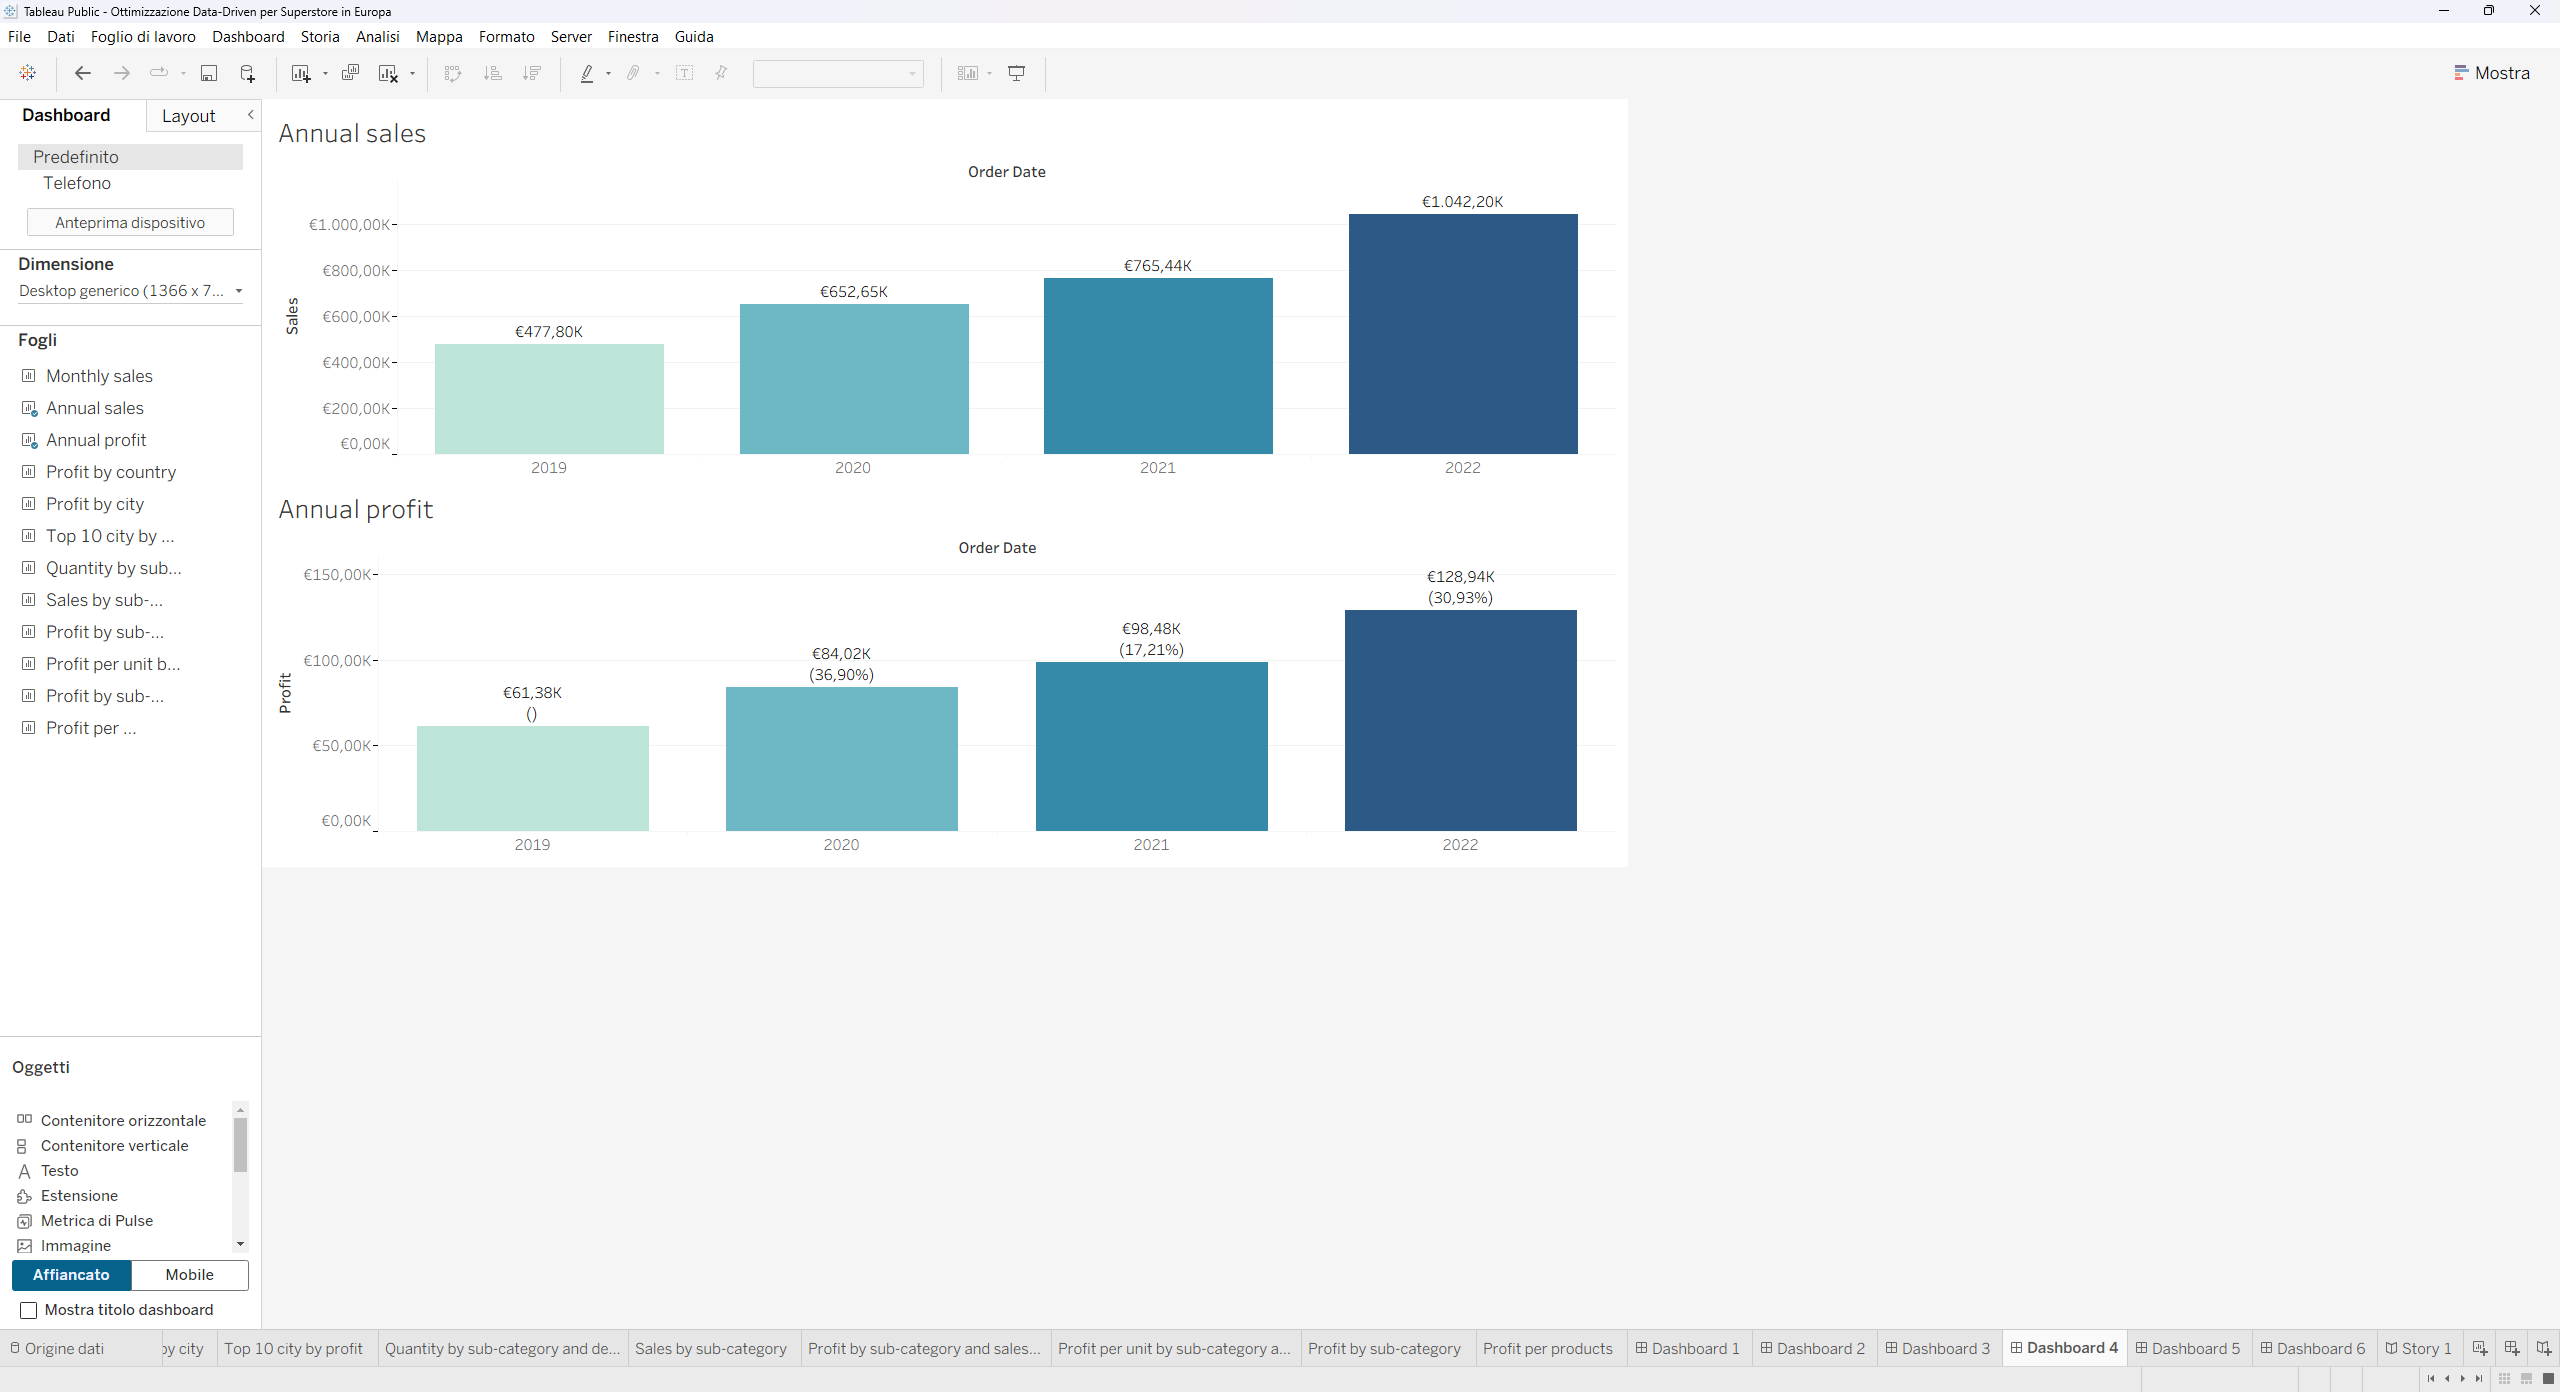 Tableau Public - Ottimizzazione Data-Driven per Superstore in Europa
File Dati Foglio di lavoro Dashboard Storia Analisi Mappa Formato Server Finestra Guida
Mostra
Dashboard Layout
Predefinito
Telefono
Anteprima dispositivo
Dimensione
Desktop generico (1366 x 7...
Fogli
Monthly sales
Annual sales
Annual profit
Profit by country
Profit by city
Top 10 city by ...
Quantity by sub...
Sales by sub-...
Profit by sub-...
Profit per unit b...
Profit by sub-...
Profit per ...
Oggetti
Contenitore orizzontale
Contenitore verticale
Testo
Estensione
Metrica di Pulse
Immagine
Affiancato Mobile
Mostra titolo dashboard
Annual sales
Order Date
Sales
€1.000,00K
€800,00K
€600,00K
€400,00K
€200,00K
€0,00K
€477,80K
€652,65K
€765,44K
€1.042,20K
2019 2020 2021 2022
Annual profit
Order Date
Profit
€150,00K
€100,00K
€50,00K
€0,00K
€61,38K
()
€84,02K
(36,90%)
€98,48K
(17,21%)
€128,94K
(30,93%)
2019 2020 2021 2022
Origine dati by city Top 10 city by profit Quantity by sub-category and de... Sales by sub-category Profit by sub-category and sales... Profit per unit by sub-category a... Profit by sub-category Profit per products Dashboard 1 Dashboard 2 Dashboard 3 Dashboard 4 Dashboard 5 Dashboard 6 Story 1